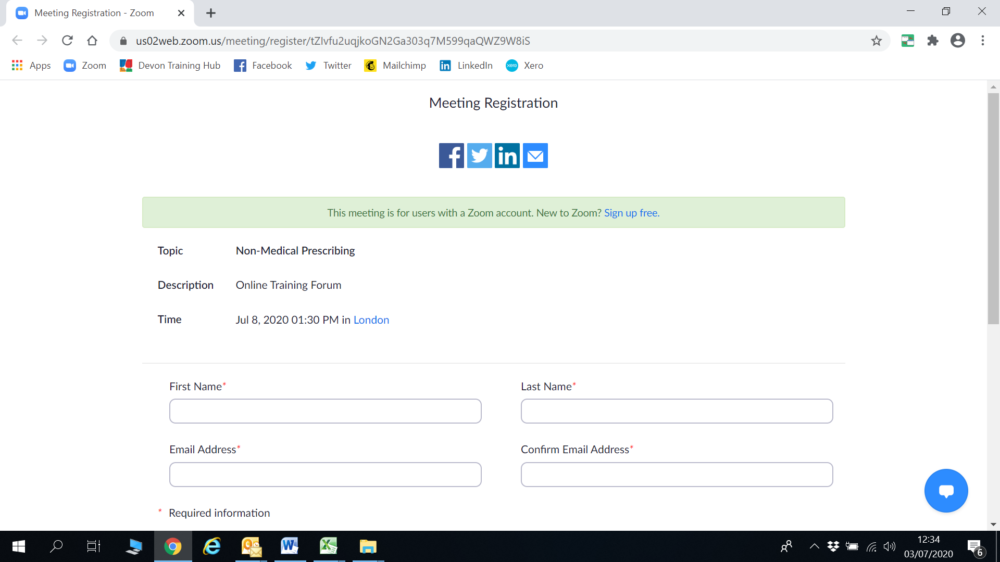 Meeting Registration - Zoom
us02web.zoom.us/meeting/register/tZIvfu2uqjkoGN2Ga303q7M599qaQWZ9W8iS
Apps Zoom Devon Training Hub Facebook Twitter Mailchimp LinkedIn xero Xero
Meeting Registration
This meeting is for users with a Zoom account. New to Zoom? Sign up free.
Topic Non-Medical Prescribing
Description Online Training Forum
Time Jul 8, 2020 01:30 PM in London
First Name* Last Name*
Email Address* Confirm Email Address*
* Required information
12:34
03/07/2020
6